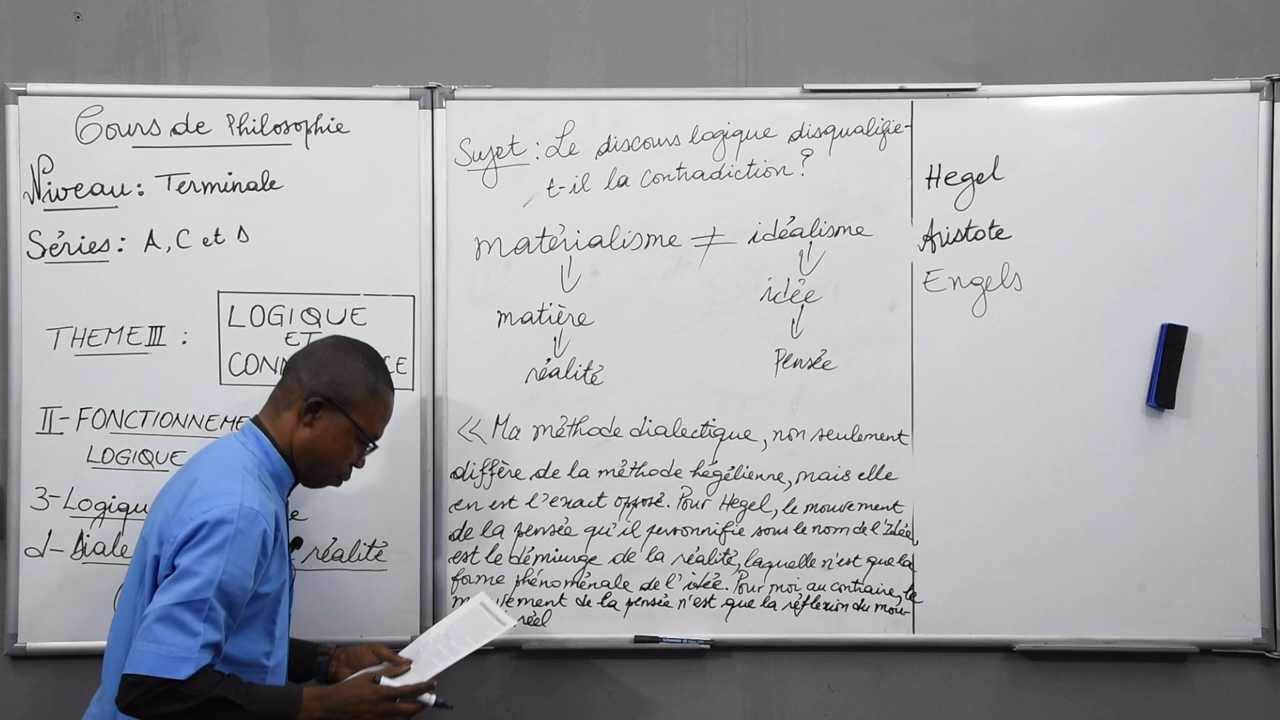 Cours de Philosophie
Niveau : Terminale
Séries : A, C et D
THEME III :
LOGIQUE
ET
II- FONCTIONNEME
LOGIQUE
3- Logiqu
d- Diale réalité
Sujet : Le discours logique disqualifie-
t-il la contradiction ?
matérialisme ≠ idéalisme
matière
idée
réalité
Pensée
<< Ma méthode dialectique, non seulement
diffère de la méthode hégélienne, mais elle
en est l'exact opposé. Pour Hegel, le mouvement
de la pensée qu'il personnifie sous le nom de l'Idée,
est le démiurge de la réalité, laquelle n'est que la
forme phénoménale de l'idée. Pour moi au contraire, le
mouvement de la pensée n'est que la réflexion du mou-
réel
Hegel
Aristote
Engels